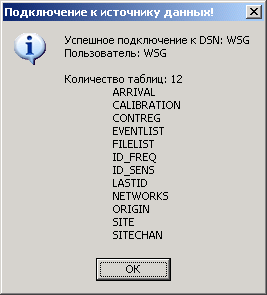 Подключение к источнику данных!
Успешное подключение к DSN: WSG
Пользователь: WSG
Количество таблиц: 12
ARRIVAL
CALIBRATION
CONTREG
EVENTLIST
FILELIST
ID_FREQ
ID_SENS
LASTID
NETWORKS
ORIGIN
SITE
SITECHAN
OK